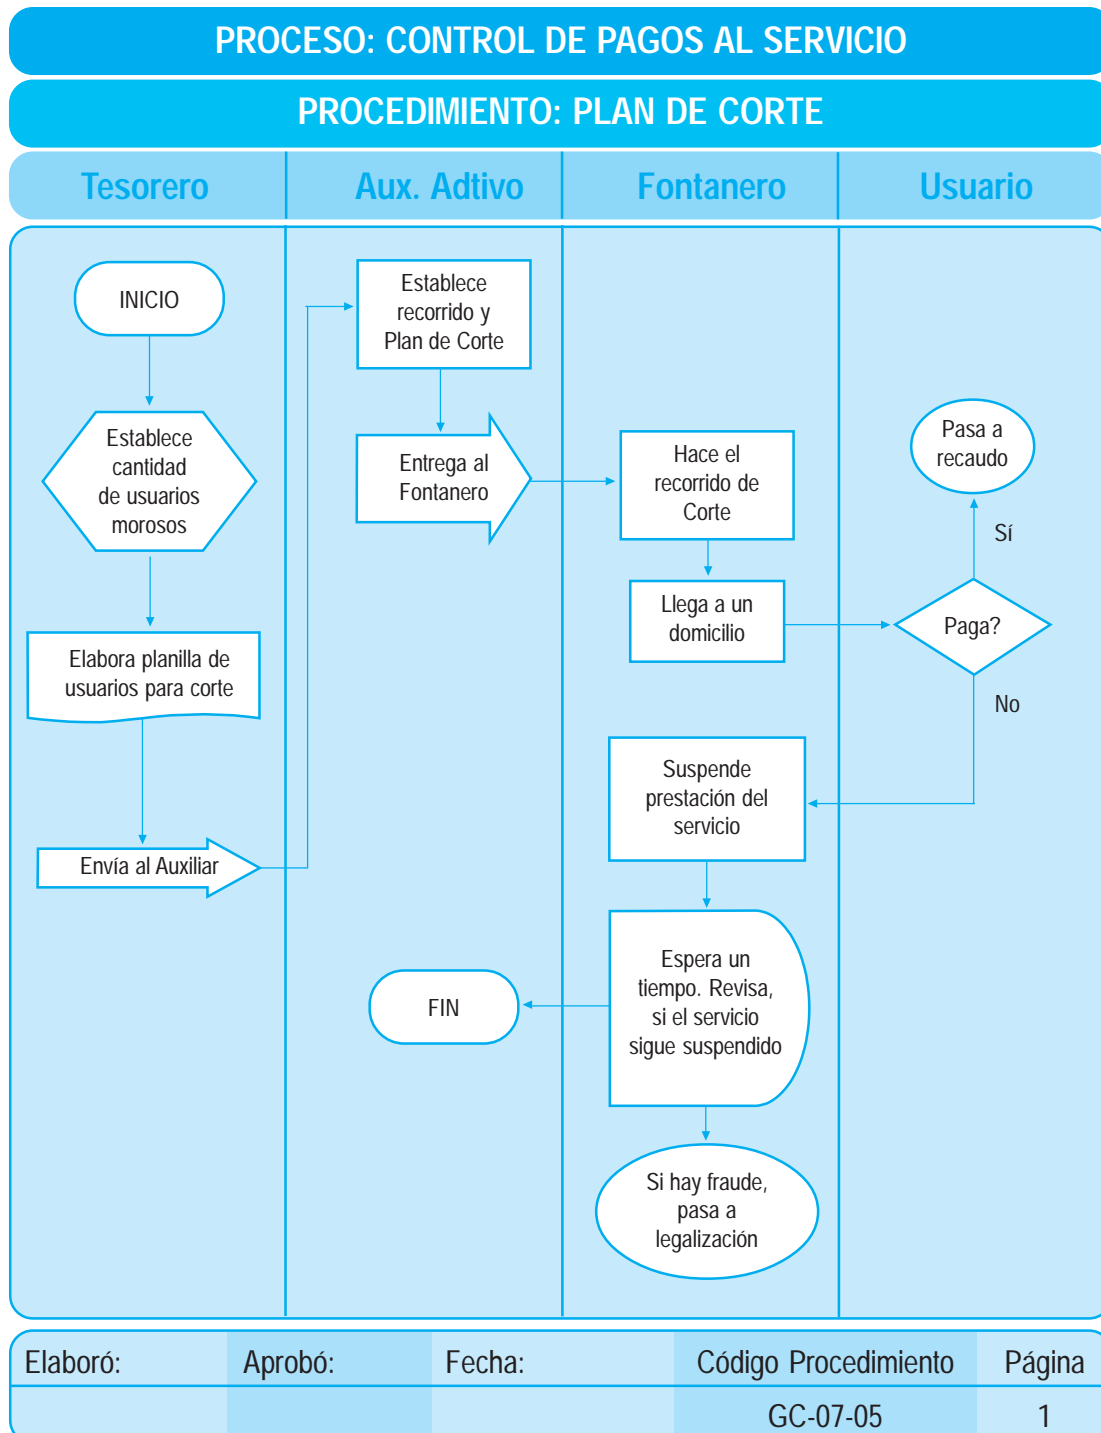 PROCESO: CONTROL DE PAGOS AL SERVICIO
PROCEDIMIENTO: PLAN DE CORTE
Tesorero
Aux. Adtivo
Fontanero
Usuario
INICIO
Establece
cantidad
de usuarios
morosos
Elabora planilla de
usuarios para corte
Envía al Auxiliar
Establece
recorrido y
Plan de Corte
Entrega al
Fontanero
Hace el
recorrido de
Corte
Llega a un
domicilio
Paga?
Sí
Pasa a
recaudo
No
Suspende
prestación del
servicio
Espera un
tiempo. Revisa,
si el servicio
sigue suspendido
FIN
Si hay fraude,
pasa a
legalización
Elaboró:
Aprobó:
Fecha:
Código Procedimiento
Página
GC-07-05
1